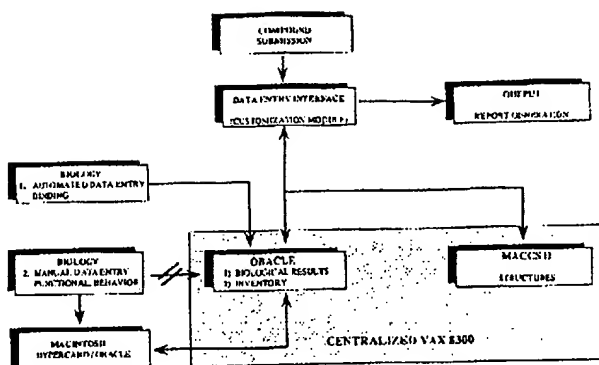 COMPOUND
SUBMISSION
DATA ENTRY INTERFACE
(CUSTOMIZATION MODULE)
OUTPUT
REPORT GENERATION
BIOLOGY
1. AUTOMATED DATA ENTRY
BINDING
BIOLOGY
2. MANUAL DATA ENTRY
FUNCTIONAL BEHAVIOR
ORACLE
1) BIOLOGICAL RESULTS
2) INVENTORY
MACCS II
STRUCTURES
MACINTOSH
HYPERCARD/ORACLE
CENTRALIZED VAX 8300